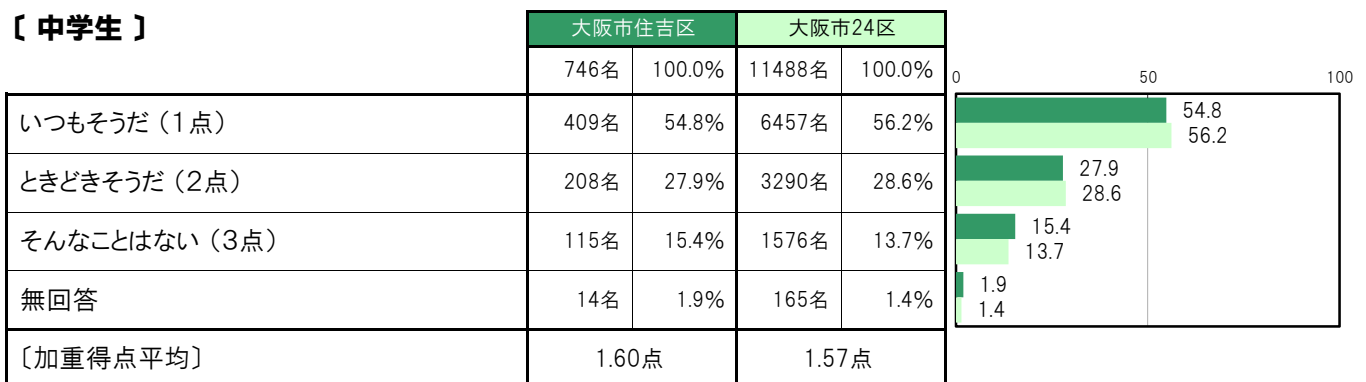 〔 中学生 〕
大阪市住吉区 大阪市24区
746名 100.0% 11488名 100.0%
0 50 100
いつもそうだ（1点） 409名 54.8% 6457名 56.2%
54.8
56.2
ときどきそうだ（2点） 208名 27.9% 3290名 28.6%
27.9
28.6
そんなことはない（3点） 115名 15.4% 1576名 13.7%
15.4
13.7
無回答 14名 1.9% 165名 1.4%
1.9
1.4
〔加重得点平均〕 1.60点 1.57点